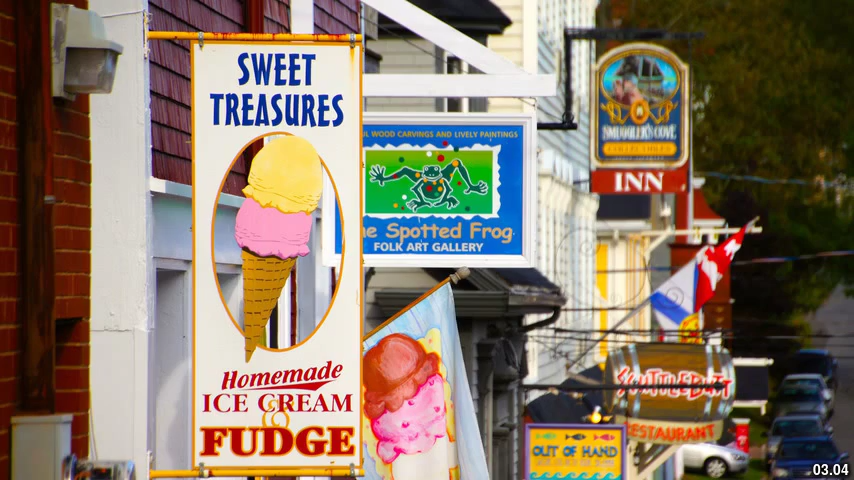 SWEET
TREASURES
Homemade
ICE CREAM
&
FUDGE
WOOD CARVINGS AND LIVELY PAINTINGS
Spotted Frog
FOLK ART GALLERY
SMUGGLER'S COVE
INN
SCUTTLEBUTT
RESTAURANT
OUT OF HAND
03.04